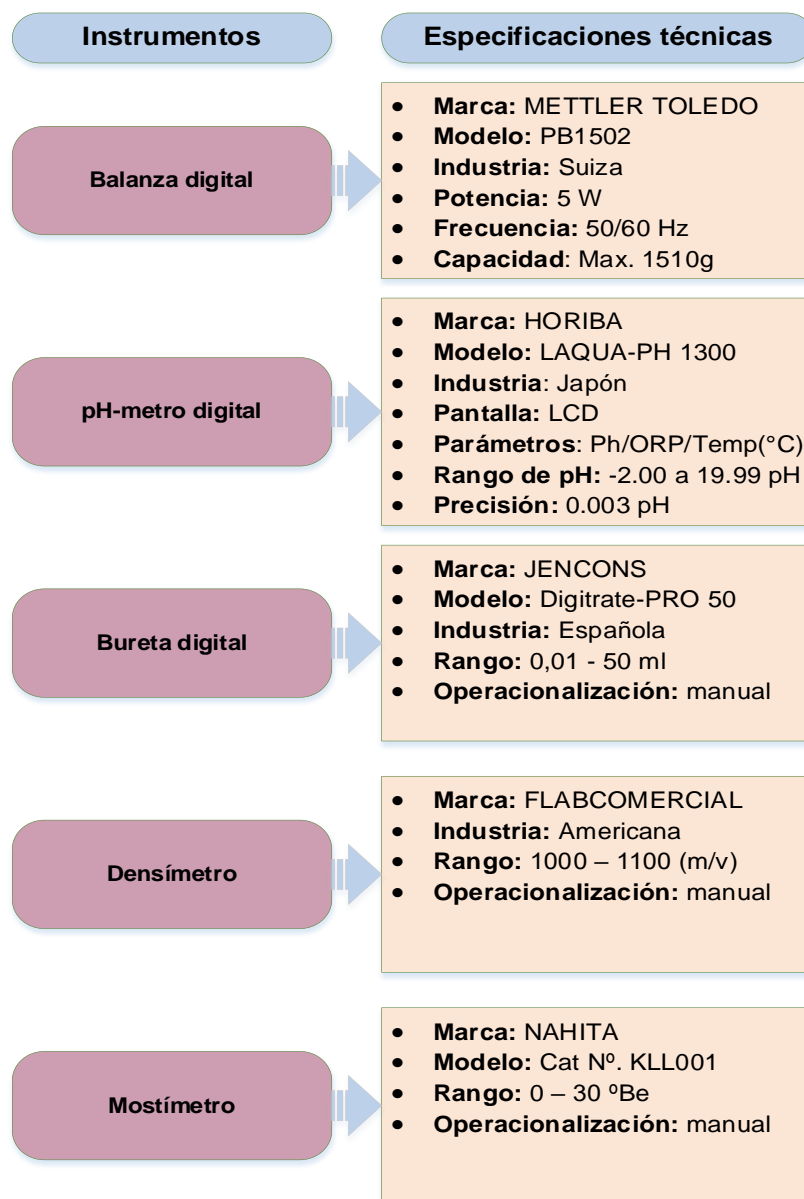 Instrumentos
Especificaciones técnicas
Balanza digital
• Marca: METTLER TOLEDO
• Modelo: PB1502
• Industria: Suiza
• Potencia: 5 W
• Frecuencia: 50/60 Hz
• Capacidad: Max. 1510g
pH-metro digital
• Marca: HORIBA
• Modelo: LAQUA-PH 1300
• Industria: Japón
• Pantalla: LCD
• Parámetros: Ph/ORP/Temp(°C)
• Rango de pH: -2.00 a 19.99 pH
• Precisión: 0.003 pH
Bureta digital
• Marca: JENCONS
• Modelo: Digitrate-PRO 50
• Industria: Española
• Rango: 0,01 - 50 ml
• Operacionalización: manual
Densímetro
• Marca: FLABCOMERCIAL
• Industria: Americana
• Rango: 1000 – 1100 (m/v)
• Operacionalización: manual
Mostímetro
• Marca: NAHITA
• Modelo: Cat Nº. KLL001
• Rango: 0 – 30 ºBe
• Operacionalización: manual